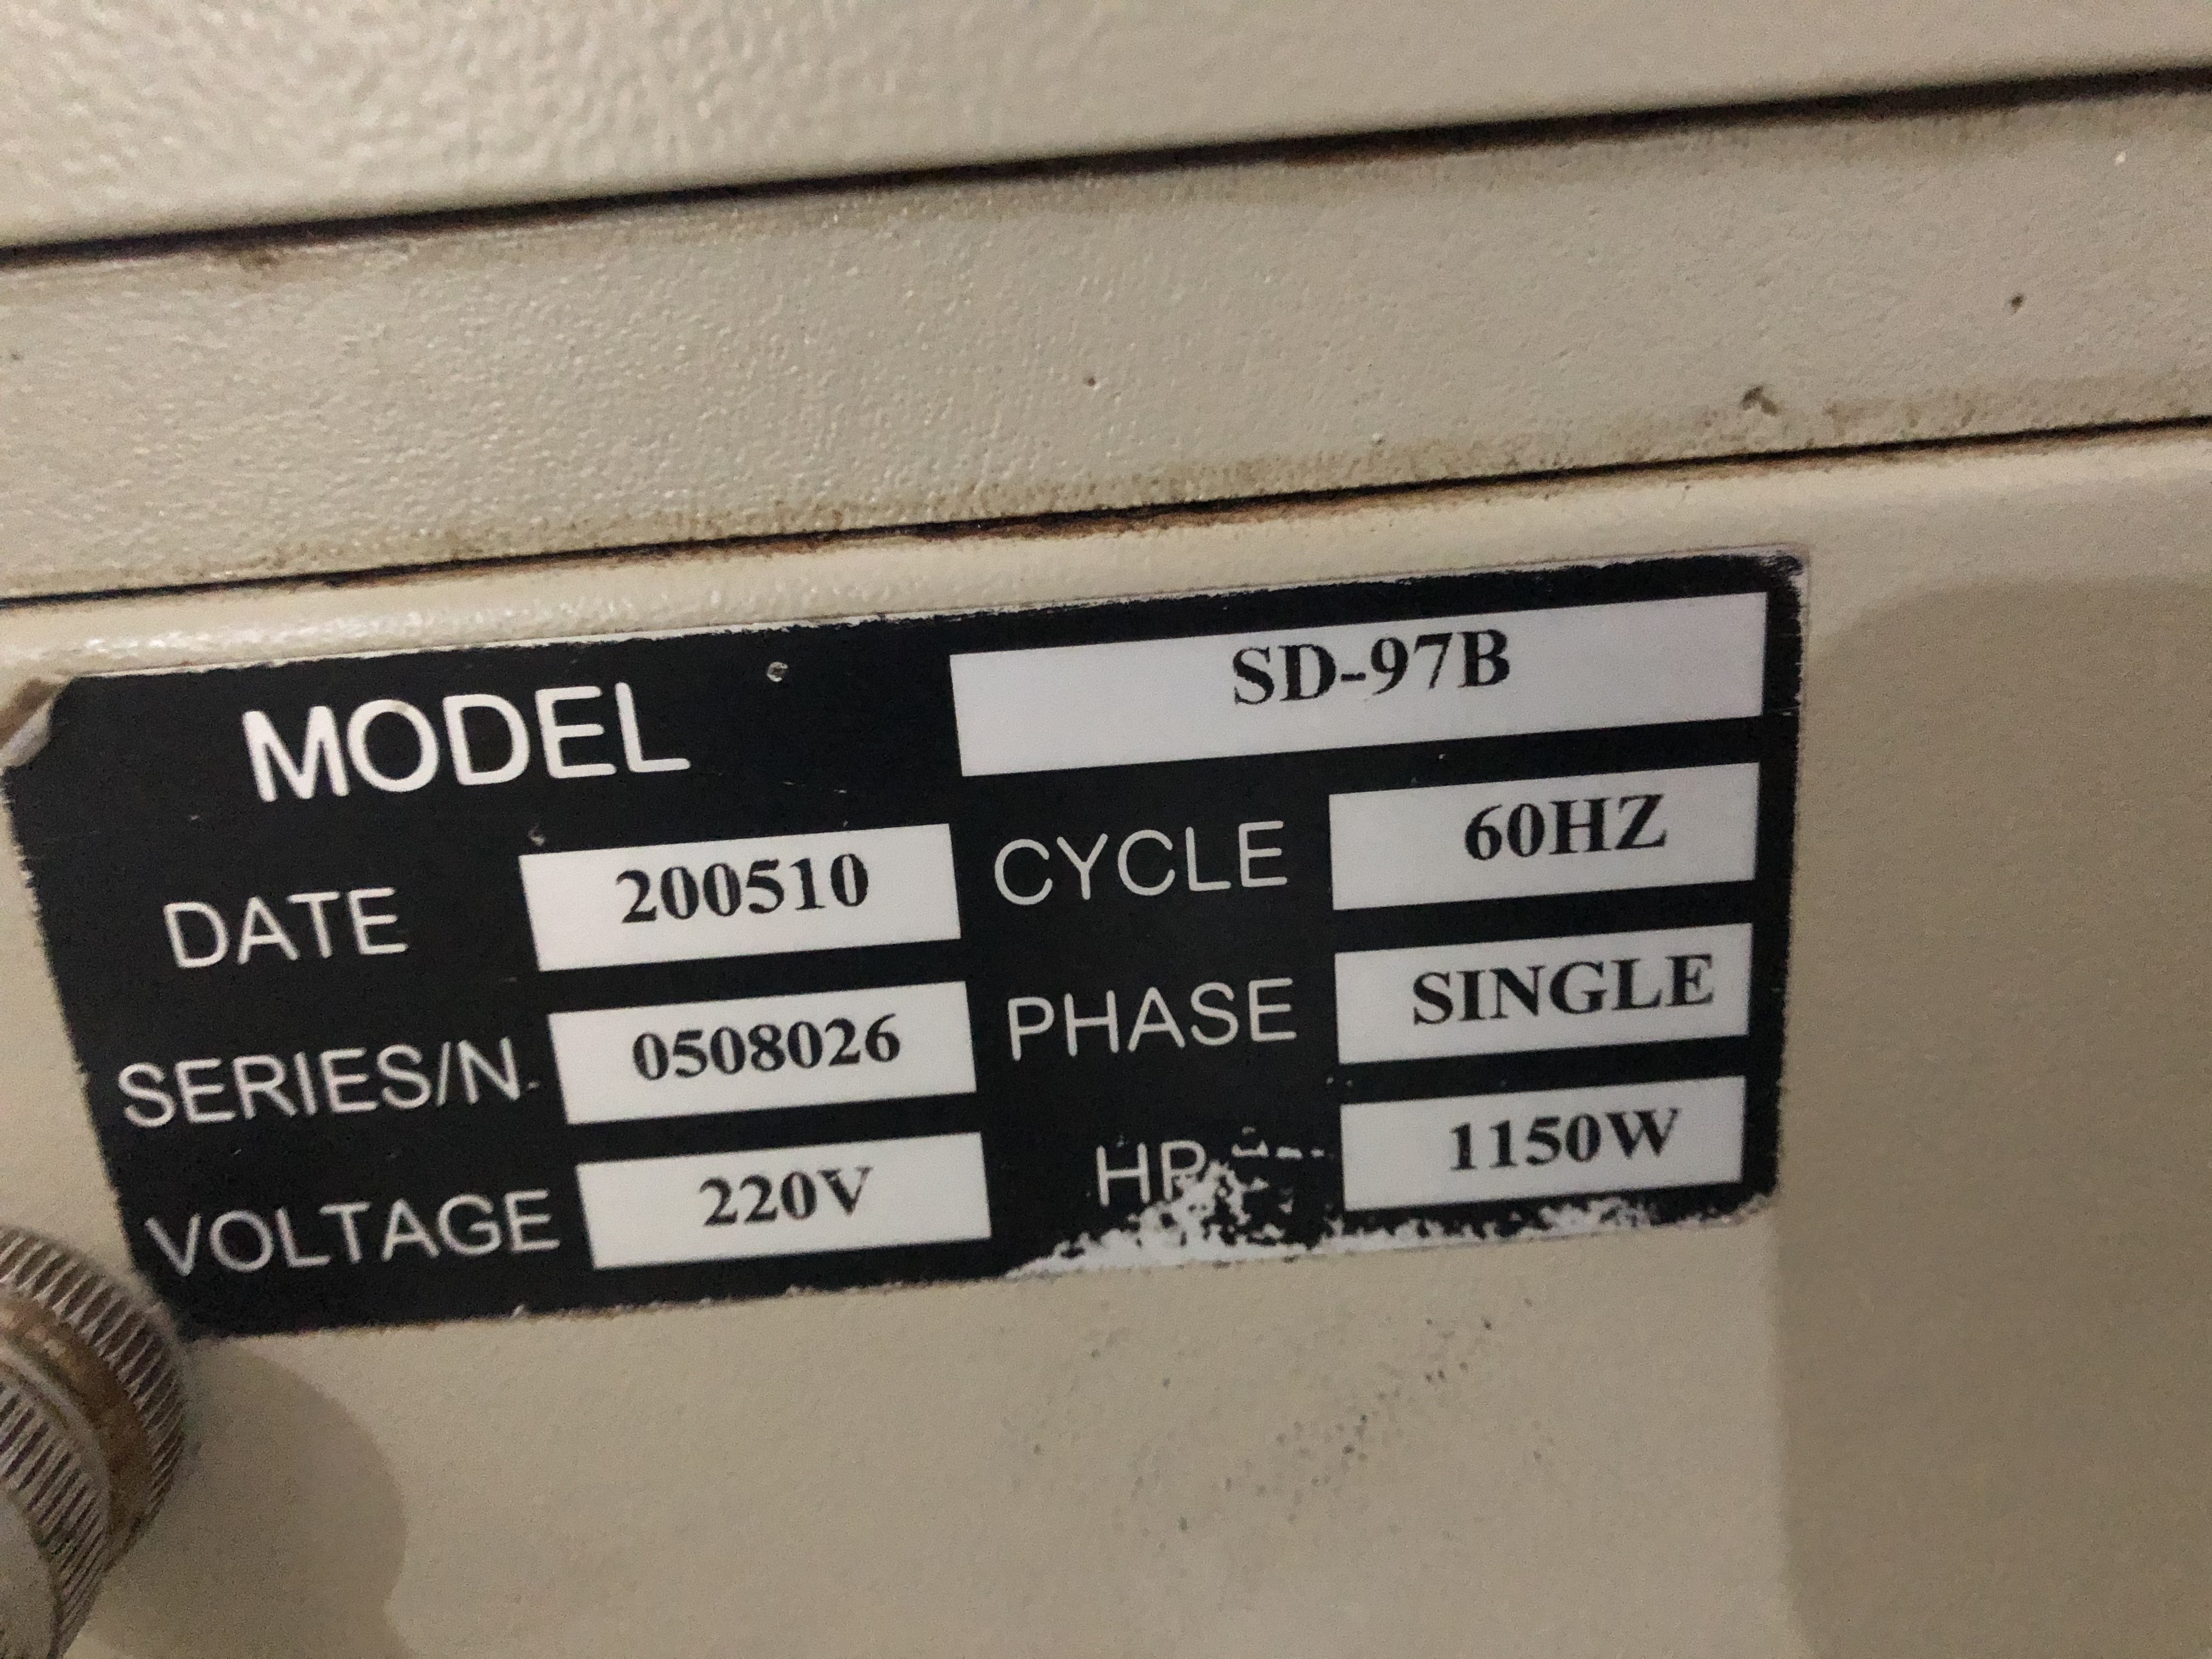 MODEL SD-97B
DATE 200510 CYCLE 60HZ
SERIES/N. 0508026 PHASE SINGLE
VOLTAGE 220V HP 1150W